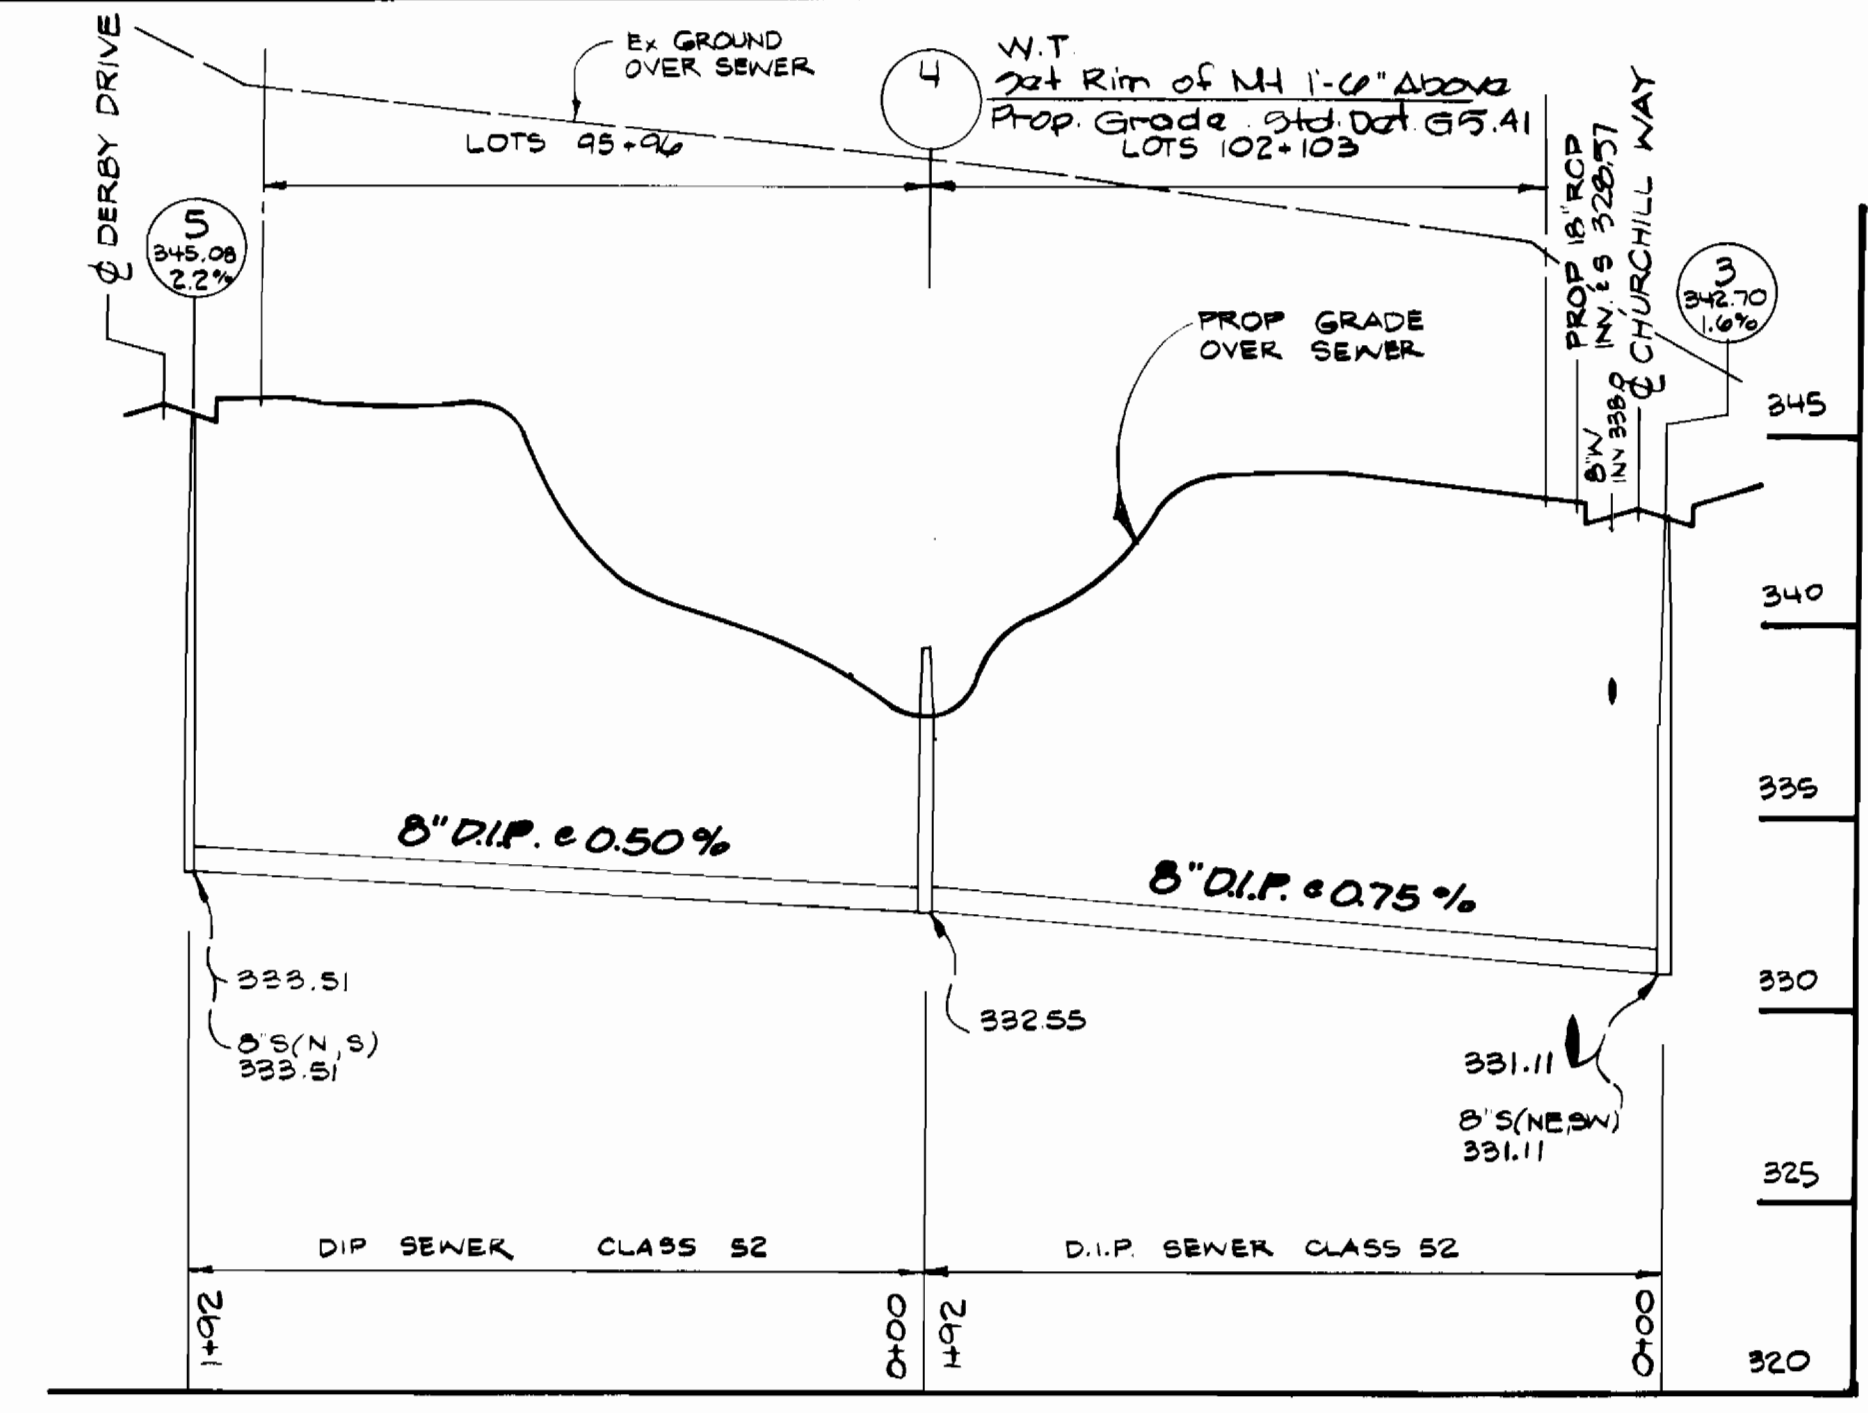 ℄ DERBY DRIVE
5
345.08
2.2%
Ex GROUND
OVER SEWER
LOTS 95+96
4
W.T.
Set Rim of MH 1'-6" Above
Prop. Grade. Std. Det. G5.41
LOTS 102+103
PROP 18" RCP
INV.'S 328.57
8"W
INV 338.0
℄ CHURCHILL WAY
3
342.70
1.6%
PROP GRADE
OVER SEWER
345
340
335
330
325
320
8" D.I.P. @ 0.50%
8" D.I.P. @ 0.75%
333.51
8"S(N,S)
333.51
332.55
331.11
8"S(NE,SW)
331.11
DIP SEWER CLASS 52
D.I.P. SEWER CLASS 52
1+92
0+00
1+92
0+00